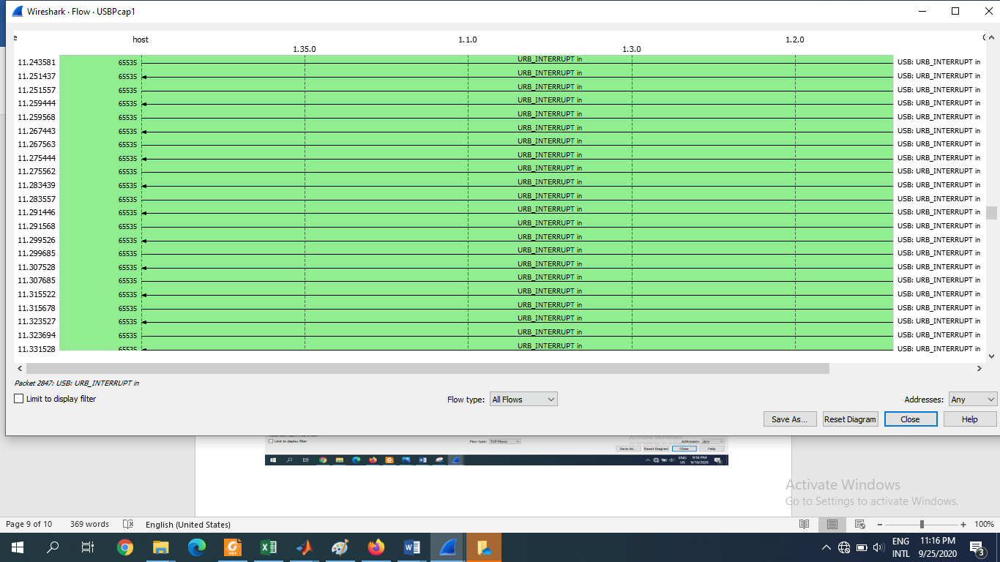 Wireshark · Flow · USBPcap1
host 1.1.0 1.2.0
1.35.0 1.3.0
11.243581 65535 URB_INTERRUPT in USB: URB_INTERRUPT in
11.251437 65535 URB_INTERRUPT in USB: URB_INTERRUPT in
11.251557 65535 URB_INTERRUPT in USB: URB_INTERRUPT in
11.259444 65535 URB_INTERRUPT in USB: URB_INTERRUPT in
11.259568 65535 URB_INTERRUPT in USB: URB_INTERRUPT in
11.267443 65535 URB_INTERRUPT in USB: URB_INTERRUPT in
11.267563 65535 URB_INTERRUPT in USB: URB_INTERRUPT in
11.275444 65535 URB_INTERRUPT in USB: URB_INTERRUPT in
11.275562 65535 URB_INTERRUPT in USB: URB_INTERRUPT in
11.283439 65535 URB_INTERRUPT in USB: URB_INTERRUPT in
11.283557 65535 URB_INTERRUPT in USB: URB_INTERRUPT in
11.291446 65535 URB_INTERRUPT in USB: URB_INTERRUPT in
11.291568 65535 URB_INTERRUPT in USB: URB_INTERRUPT in
11.299526 65535 URB_INTERRUPT in USB: URB_INTERRUPT in
11.299685 65535 URB_INTERRUPT in USB: URB_INTERRUPT in
11.307528 65535 URB_INTERRUPT in USB: URB_INTERRUPT in
11.307685 65535 URB_INTERRUPT in USB: URB_INTERRUPT in
11.315522 65535 URB_INTERRUPT in USB: URB_INTERRUPT in
11.315678 65535 URB_INTERRUPT in USB: URB_INTERRUPT in
11.323527 65535 URB_INTERRUPT in USB: URB_INTERRUPT in
11.323694 65535 URB_INTERRUPT in USB: URB_INTERRUPT in
11.331528 65535 URB_INTERRUPT in USB: URB_INTERRUPT in
Packet 2847: USB: URB_INTERRUPT in
Limit to display filter Flow type: All Flows Addresses: Any
Save As... Reset Diagram Close Help
Limit to display filter Flow type: TCP Flows Addresses: Any
Save As... Reset Diagram Close Help
ENG 8:56 PM
US 9/18/2020
Activate Windows
Go to Settings to activate Windows.
Page 9 of 10 369 words English (United States) 100%
ENG 11:16 PM
INTL 9/25/2020 3